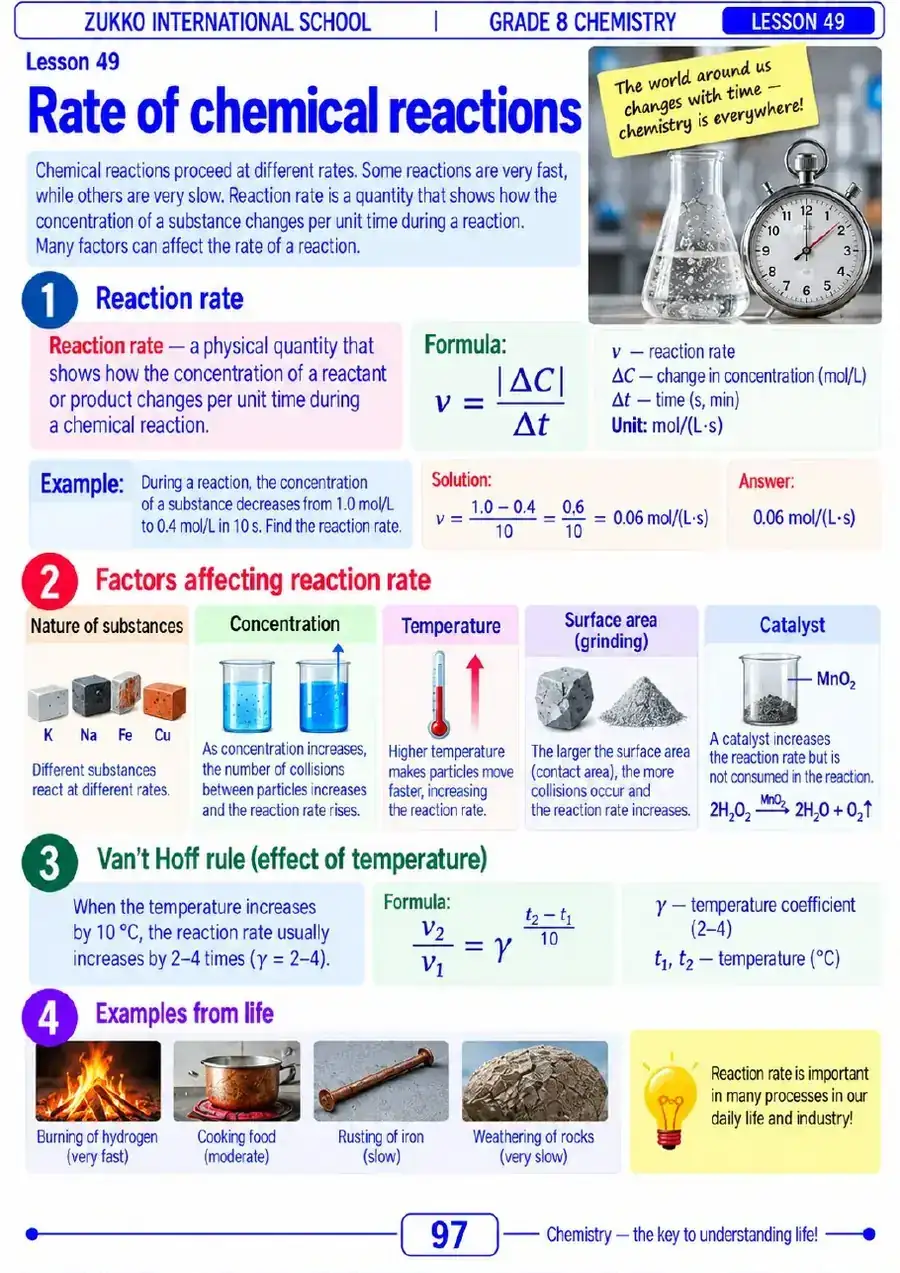 ZUKKO INTERNATIONAL SCHOOL | GRADE 8 CHEMISTRY LESSON 49
Lesson 49
Rate of chemical reactions
The world around us
changes with time —
chemistry is everywhere!
Chemical reactions proceed at different rates. Some reactions are very fast,
while others are very slow. Reaction rate is a quantity that shows how the
concentration of a substance changes per unit time during a reaction.
Many factors can affect the rate of a reaction.
12
1
2
3
4
5
6
7
8
9
10
11
1 Reaction rate
Reaction rate — a physical quantity that
shows how the concentration of a reactant
or product changes per unit time during
a chemical reaction.
Formula:
v = |ΔC| / Δt
v — reaction rate
ΔC — change in concentration (mol/L)
Δt — time (s, min)
Unit: mol/(L·s)
Example:
During a reaction, the concentration
of a substance decreases from 1.0 mol/L
to 0.4 mol/L in 10 s. Find the reaction rate.
Solution:
v = (1.0 − 0.4) / 10 = 0,6 / 10 = 0.06 mol/(L·s)
Answer:
0.06 mol/(L·s)
2 Factors affecting reaction rate
Nature of substances
K Na Fe Cu
Different substances
react at different rates.
Concentration
As concentration increases,
the number of collisions
between particles increases
and the reaction rate rises.
Temperature
Higher temperature
makes particles move
faster, increasing
the reaction rate.
Surface area
(grinding)
The larger the surface area
(contact area), the more
collisions occur and
the reaction rate increases.
Catalyst
MnO₂
A catalyst increases
the reaction rate but is
not consumed in the reaction.
2H₂O₂ —MnO₂→ 2H₂O + O₂↑
3 Van't Hoff rule (effect of temperature)
When the temperature increases
by 10 °C, the reaction rate usually
increases by 2–4 times (γ = 2–4).
Formula:
v₂ / v₁ = γ^((t₂ − t₁) / 10)
γ — temperature coefficient
(2–4)
t₁, t₂ — temperature (°C)
4 Examples from life
Burning of hydrogen
(very fast)
Cooking food
(moderate)
Rusting of iron
(slow)
Weathering of rocks
(very slow)
Reaction rate is important
in many processes in our
daily life and industry!
97
Chemistry — the key to understanding life!